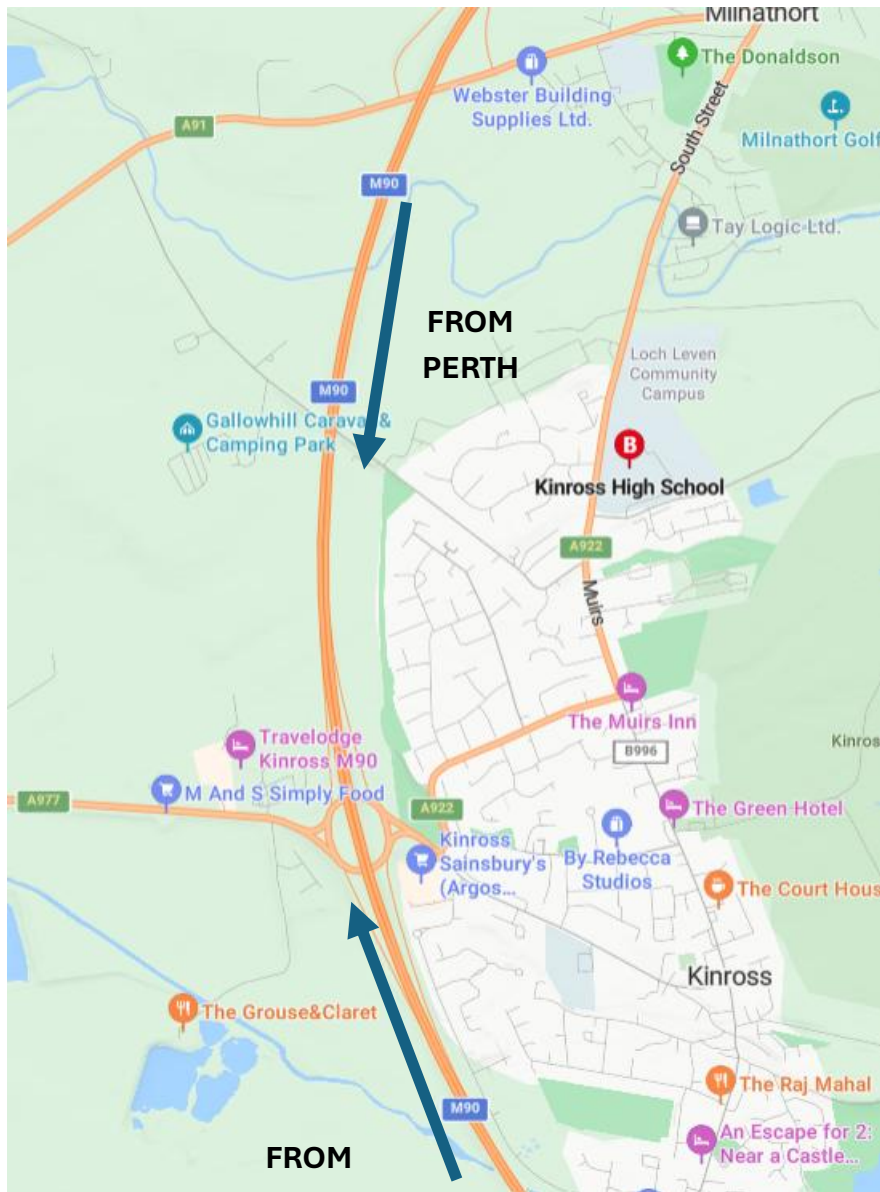 Milnathort
The Donaldson
Webster Building
Supplies Ltd.
A91
South Street
Milnathort Golf
M90
Tay Logic Ltd.
FROM
PERTH
Loch Leven
Community
Campus
M90
Gallowhill Caravan &
Camping Park
B
Kinross High School
A922
Muirs
The Muirs Inn
Travelodge
Kinross M90
B996
Kinros
A977
M And S Simply Food
A922
The Green Hotel
Kinross
Sainsbury's
(Argos...
By Rebecca
Studios
The Court Hous
Kinross
The Grouse&Claret
The Raj Mahal
M90
An Escape for 2:
Near a Castle...
FROM